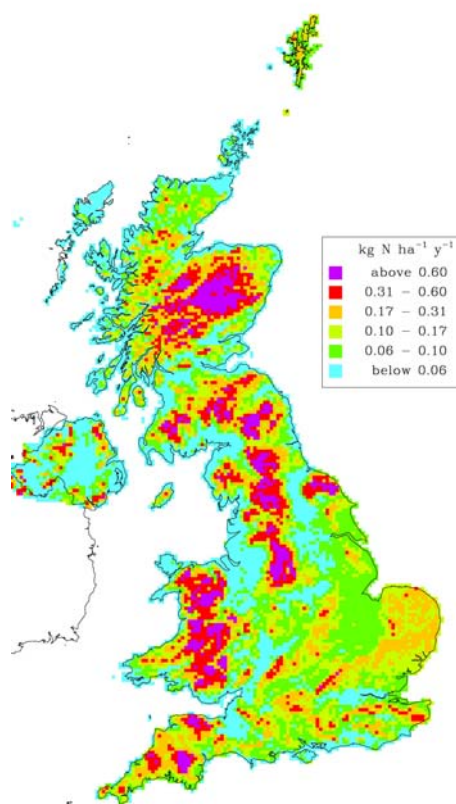 kg N ha⁻¹ y⁻¹
above 0.60
0.31 – 0.60
0.17 – 0.31
0.10 – 0.17
0.06 – 0.10
below 0.06